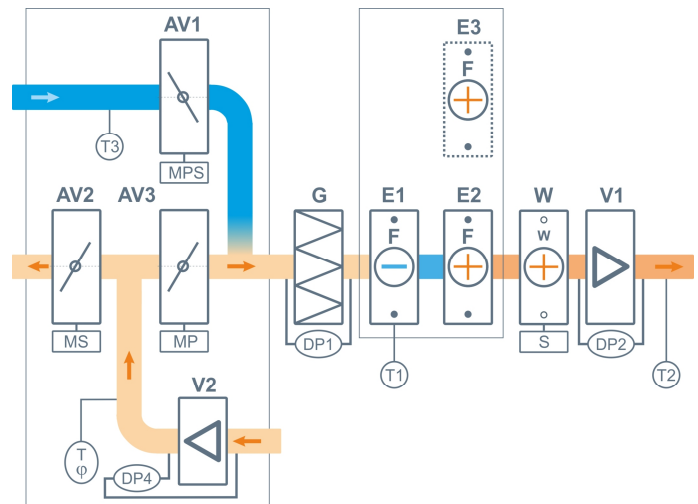 AV1
E3
F
T3
MPS
AV2
AV3
G
E1
E2
W
V1
F
F
w
MS
MP
DP1
S
DP2
T1
T2
V2
T
φ
DP4